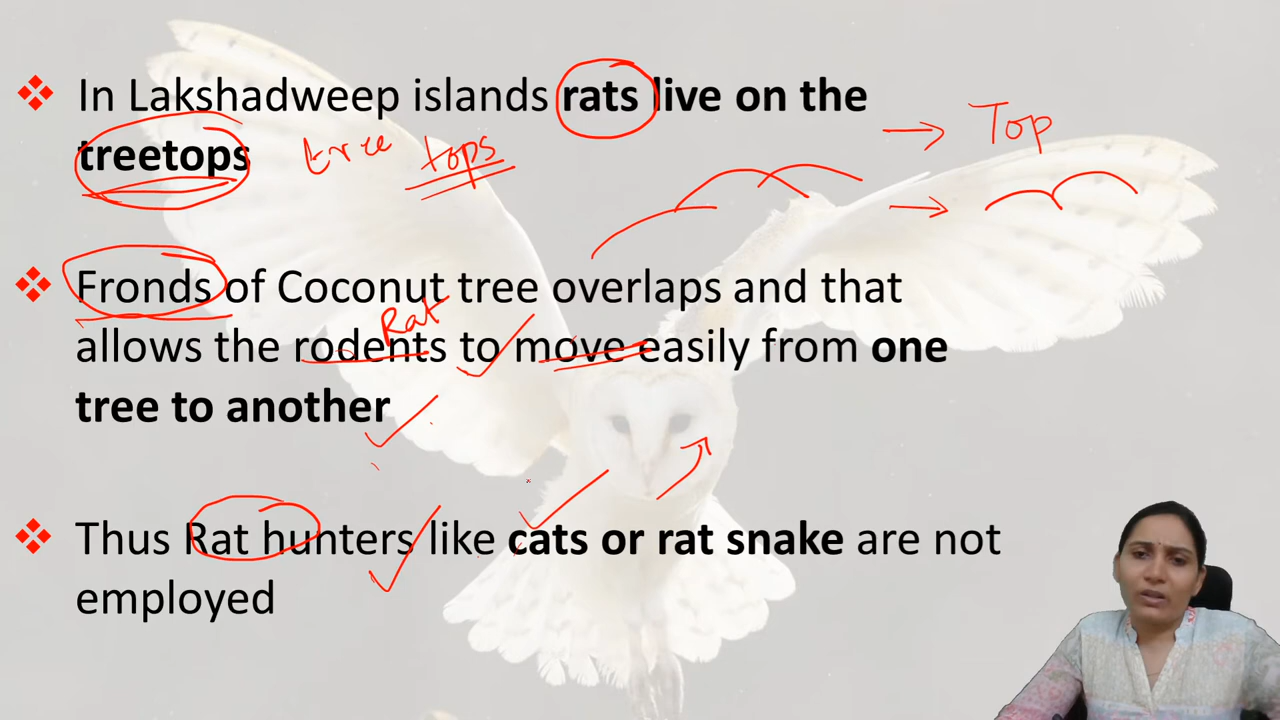 ❖ In Lakshadweep islands rats live on the → Top
treetops tree tops
❖ Fronds of Coconut tree overlaps and that
Rat
allows the rodents to move easily from one
tree to another
❖ Thus Rat hunters like cats or rat snake are not
employed